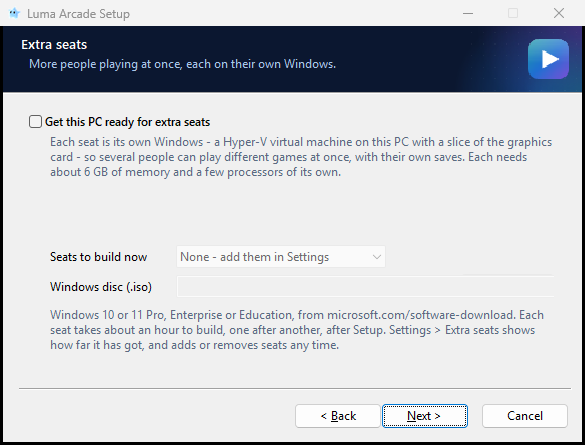 Luma Arcade Setup
Extra seats
More people playing at once, each on their own Windows.
Get this PC ready for extra seats
Each seat is its own Windows - a Hyper-V virtual machine on this PC with a slice of the graphics
card - so several people can play different games at once, with their own saves. Each needs
about 6 GB of memory and a few processors of its own.
Seats to build now
None - add them in Settings
Windows disc (.iso)
Windows 10 or 11 Pro, Enterprise or Education, from microsoft.com/software-download. Each
seat takes about an hour to build, one after another, after Setup. Settings > Extra seats shows
how far it has got, and adds or removes seats any time.
< Back
Next >
Cancel